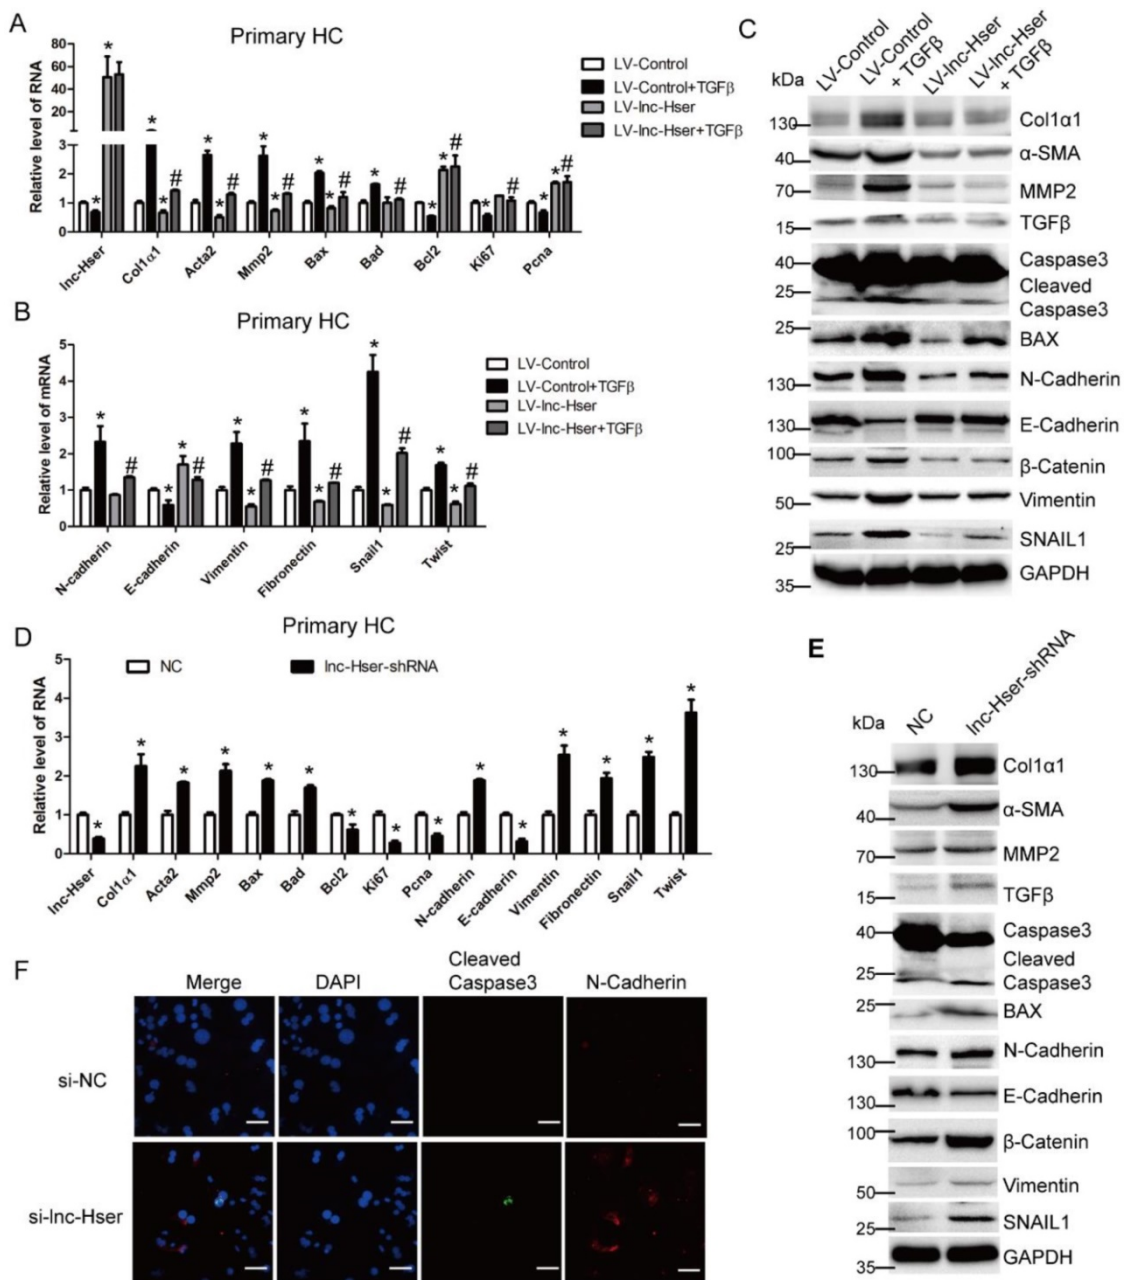 A
Primary HC
Relative level of RNA
80
60
40
20
3
2
1
0
* * * * * # * * # * * # * * # * # * * # * # * * #
lnc-Hser
Col1α1
Acta2
Mmp2
Bax
Bad
Bcl2
Ki67
Pcna
LV-Control
LV-Control+TGFβ
LV-lnc-Hser
LV-lnc-Hser+TGFβ
B
Primary HC
Relative level of mRNA
5
4
3
2
1
0
* # * * # * * # * * # * * # * * #
N-cadherin
E-cadherin
Vimentin
Fibronectin
Snail1
Twist
LV-Control
LV-Control+TGFβ
LV-lnc-Hser
LV-lnc-Hser+TGFβ
C
kDa
LV-Control
LV-Control
+ TGFβ
LV-lnc-Hser
LV-lnc-Hser
+ TGFβ
130 Col1α1
40 α-SMA
70 MMP2
15 TGFβ
40 Caspase3
25 Cleaved
Caspase3
25 BAX
130 N-Cadherin
130 E-Cadherin
100 β-Catenin
50 Vimentin
25 SNAIL1
35 GAPDH
D
Primary HC
Relative level of RNA
5
4
3
2
1
0
NC
lnc-Hser-shRNA
* * * * * * * * * * * * * * *
lnc-Hser
Col1α1
Acta2
Mmp2
Bax
Bad
Bcl2
Ki67
Pcna
N-cadherin
E-cadherin
Vimentin
Fibronectin
Snail1
Twist
E
kDa
NC
lnc-Hser-shRNA
130 Col1α1
40 α-SMA
70 MMP2
15 TGFβ
40 Caspase3
Cleaved
25 Caspase3
25 BAX
130 N-Cadherin
130 E-Cadherin
100 β-Catenin
50 Vimentin
25 SNAIL1
35 GAPDH
F
Merge
DAPI
Cleaved
Caspase3
N-Cadherin
si-NC
si-lnc-Hser